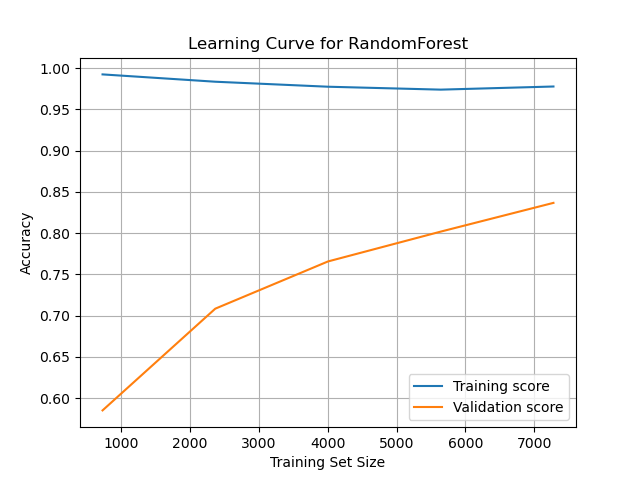 Learning Curve for RandomForest
1.00
0.95
0.90
0.85
0.80
0.75
0.70
0.65
0.60
Accuracy
Training score
Validation score
1000 2000 3000 4000 5000 6000 7000
Training Set Size